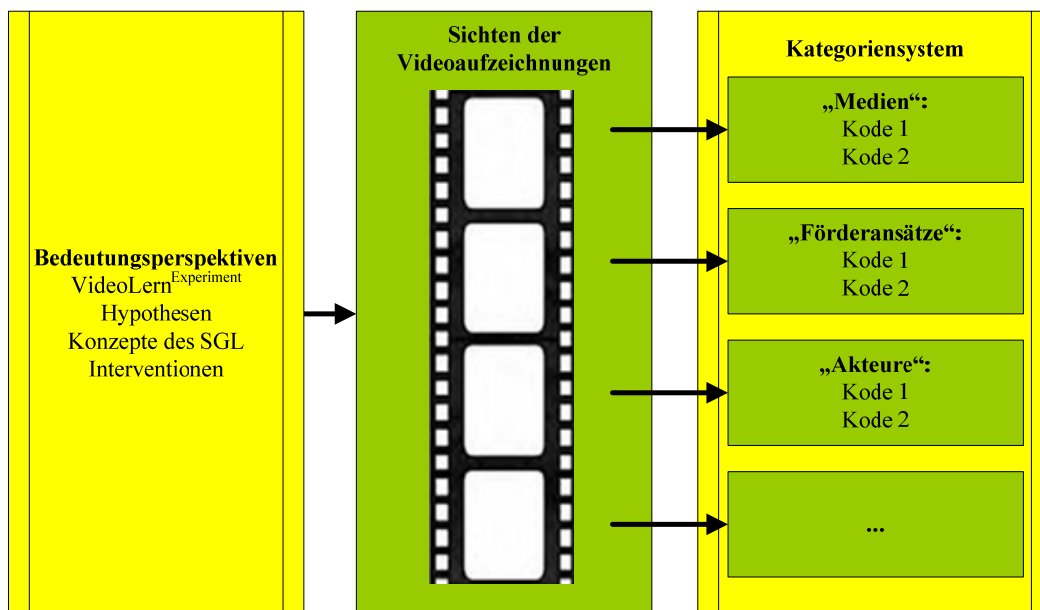 Bedeutungsperspektiven
VideoLernExperiment
Hypothesen
Konzepte des SGL
Interventionen
Sichten der
Videoaufzeichnungen
Kategoriensystem
„Medien“:
Kode 1
Kode 2
„Förderansätze“:
Kode 1
Kode 2
„Akteure“:
Kode 1
Kode 2
...